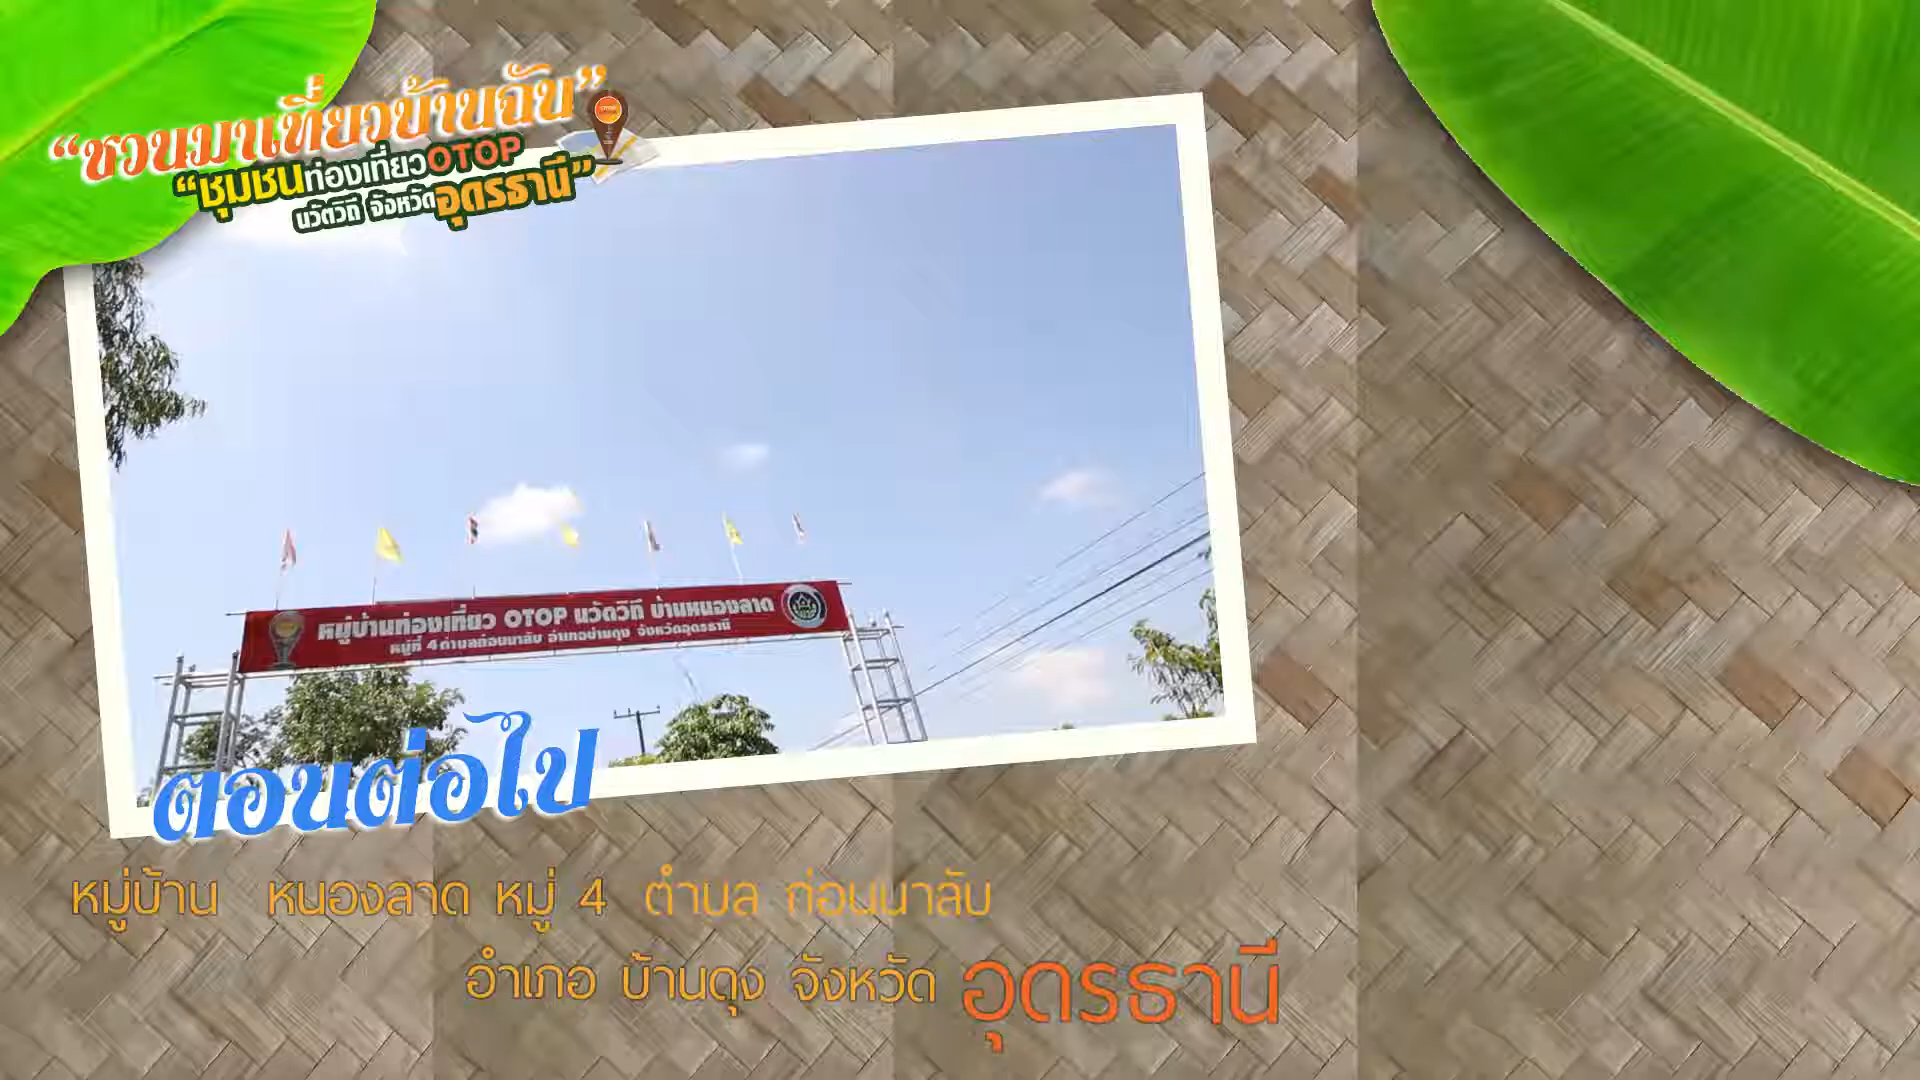 “ชวนมาเที่ยวบ้านฉัน”
“ชุมชนท่องเที่ยวOTOP
นวัตวิถี จังหวัดอุดรธานี”
หมู่บ้านท่องเที่ยว OTOP นวัตวิถี บ้านหนองลาด
หมู่ที่ 4 ตำบลถ่อนนาลับ อำเภอบ้านดุง จังหวัดอุดรธานี
ตอนต่อไป
หมู่บ้าน หนองลาด หมู่ 4 ตำบล ถ่อนนาลับ
อำเภอ บ้านดุง จังหวัด อุดรธานี